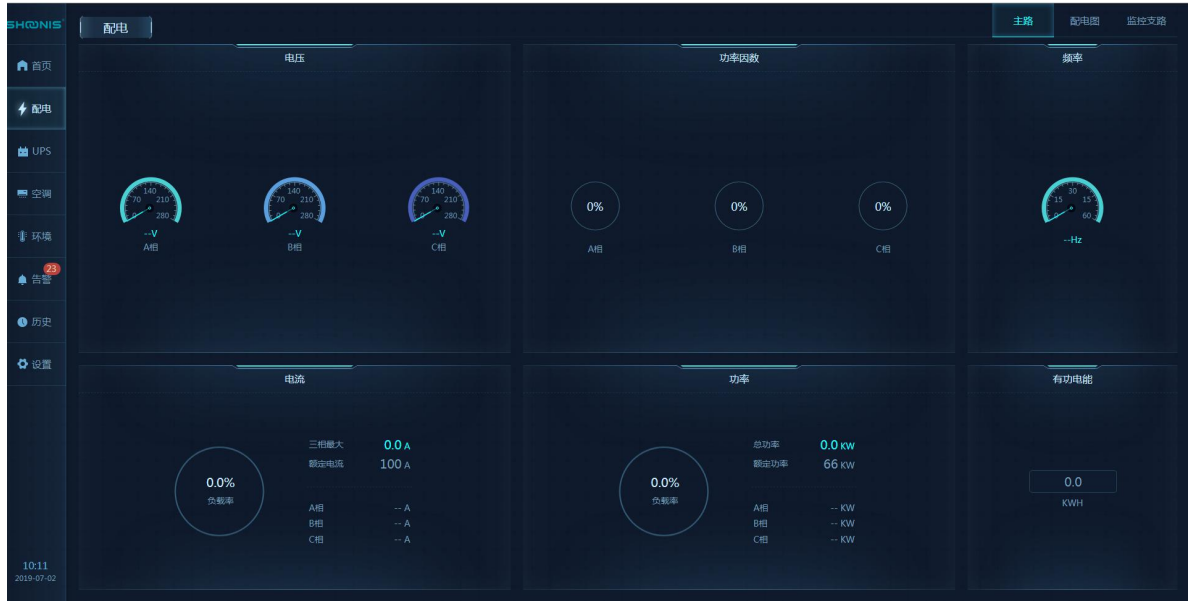 SHOONIS
配电
主路 配电图 监控支路
首页
配电
UPS
空调
环境
告警 23
历史
设置
10:11
2019-07-02
电压
0 70 140 210 280
--V
A相
0 70 140 210 280
--V
B相
0 70 140 210 280
--V
C相
功率因数
0% 0% 0%
A相 B相 C相
频率
0 15 30 15 60
--Hz
电流
0.0%
负载率
三相最大 0.0 A
额定电流 100 A
A相 -- A
B相 -- A
C相 -- A
功率
0.0%
负载率
总功率 0.0 KW
额定功率 66 KW
A相 -- KW
B相 -- KW
C相 -- KW
有功电能
0.0
KWH